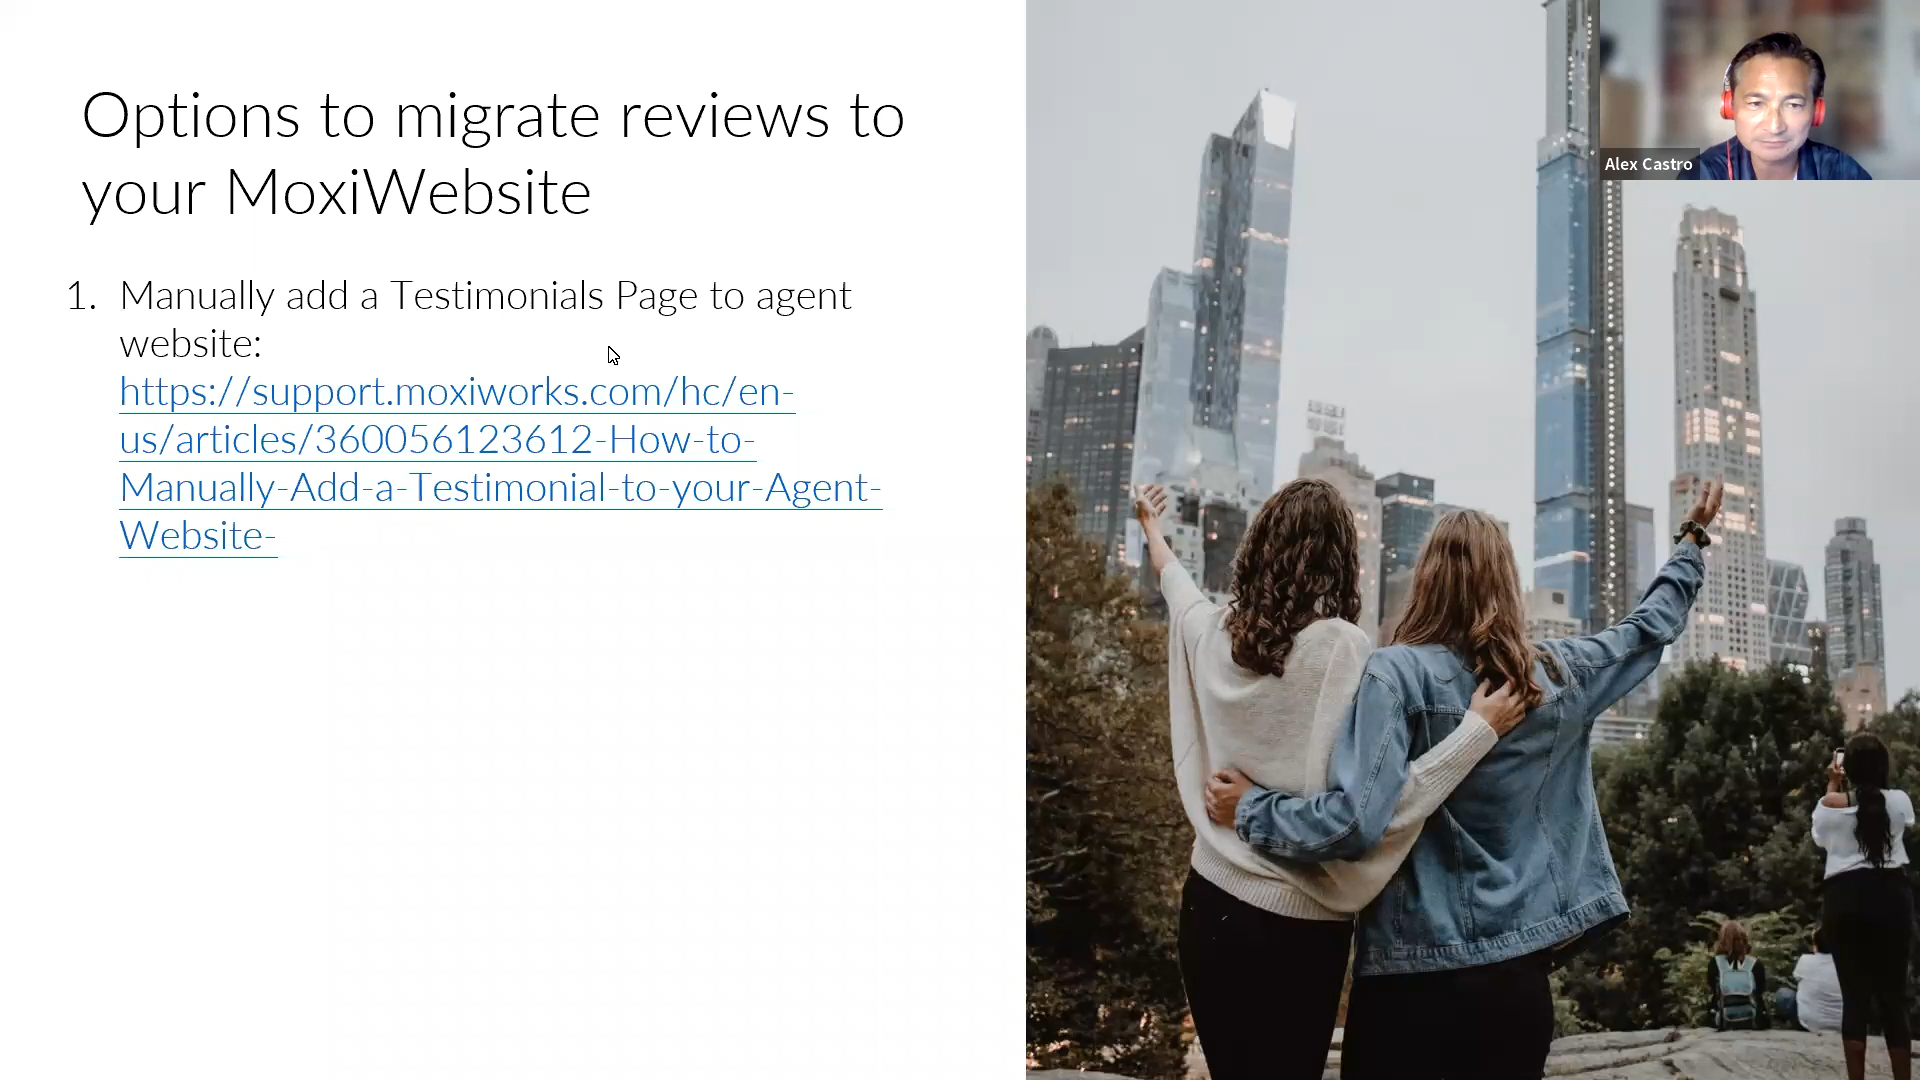 Options to migrate reviews to
your MoxiWebsite
1. Manually add a Testimonials Page to agent
website:
https://support.moxiworks.com/hc/en-
us/articles/360056123612-How-to-
Manually-Add-a-Testimonial-to-your-Agent-
Website-
Alex Castro